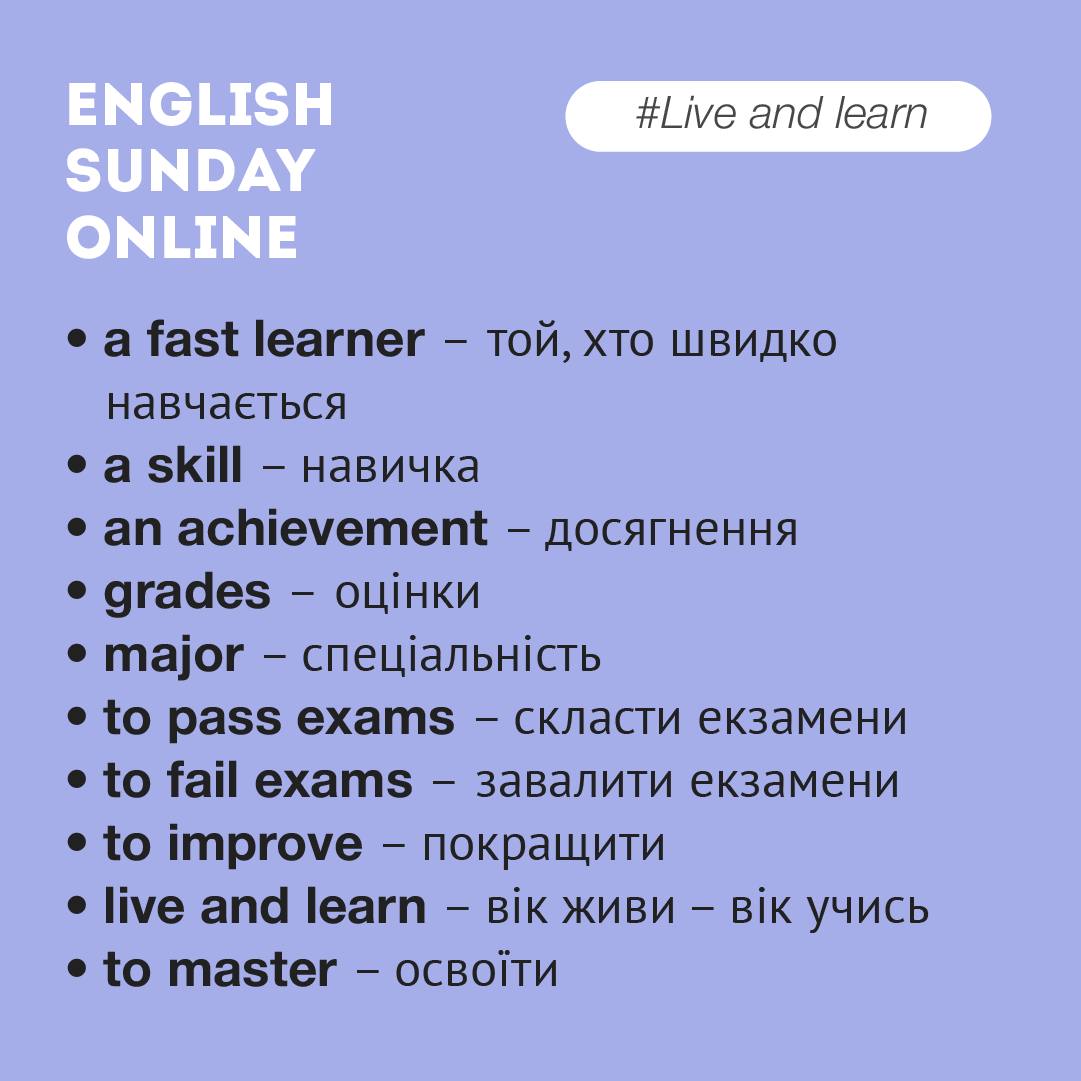 ENGLISH
SUNDAY
ONLINE
#Live and learn
• a fast learner – той, хто швидко
навчається
• a skill – навичка
• an achievement – досягнення
• grades – оцінки
• major – спеціальність
• to pass exams – скласти екзамени
• to fail exams – завалити екзамени
• to improve – покращити
• live and learn – вік живи – вік учись
• to master – освоїти